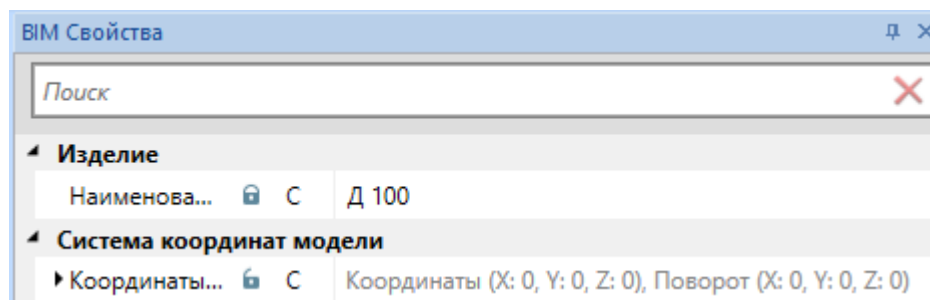 BIM Свойства
Поиск
Изделие
Наименова... С Д 100
Система координат модели
Координаты... С Координаты (X: 0, Y: 0, Z: 0), Поворот (X: 0, Y: 0, Z: 0)